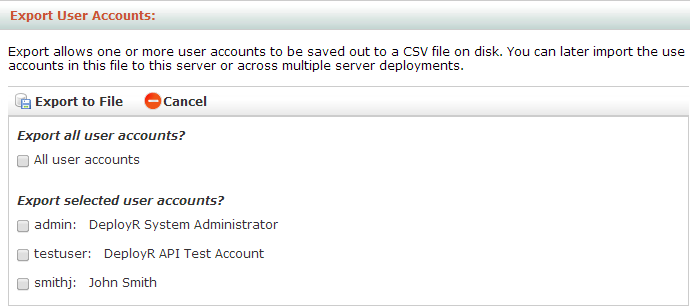 Export User Accounts:
Export allows one or more user accounts to be saved out to a CSV file on disk. You can later import the use
accounts in this file to this server or across multiple server deployments.
Export to File Cancel
Export all user accounts?
All user accounts
Export selected user accounts?
admin: DeployR System Administrator
testuser: DeployR API Test Account
smithj: John Smith